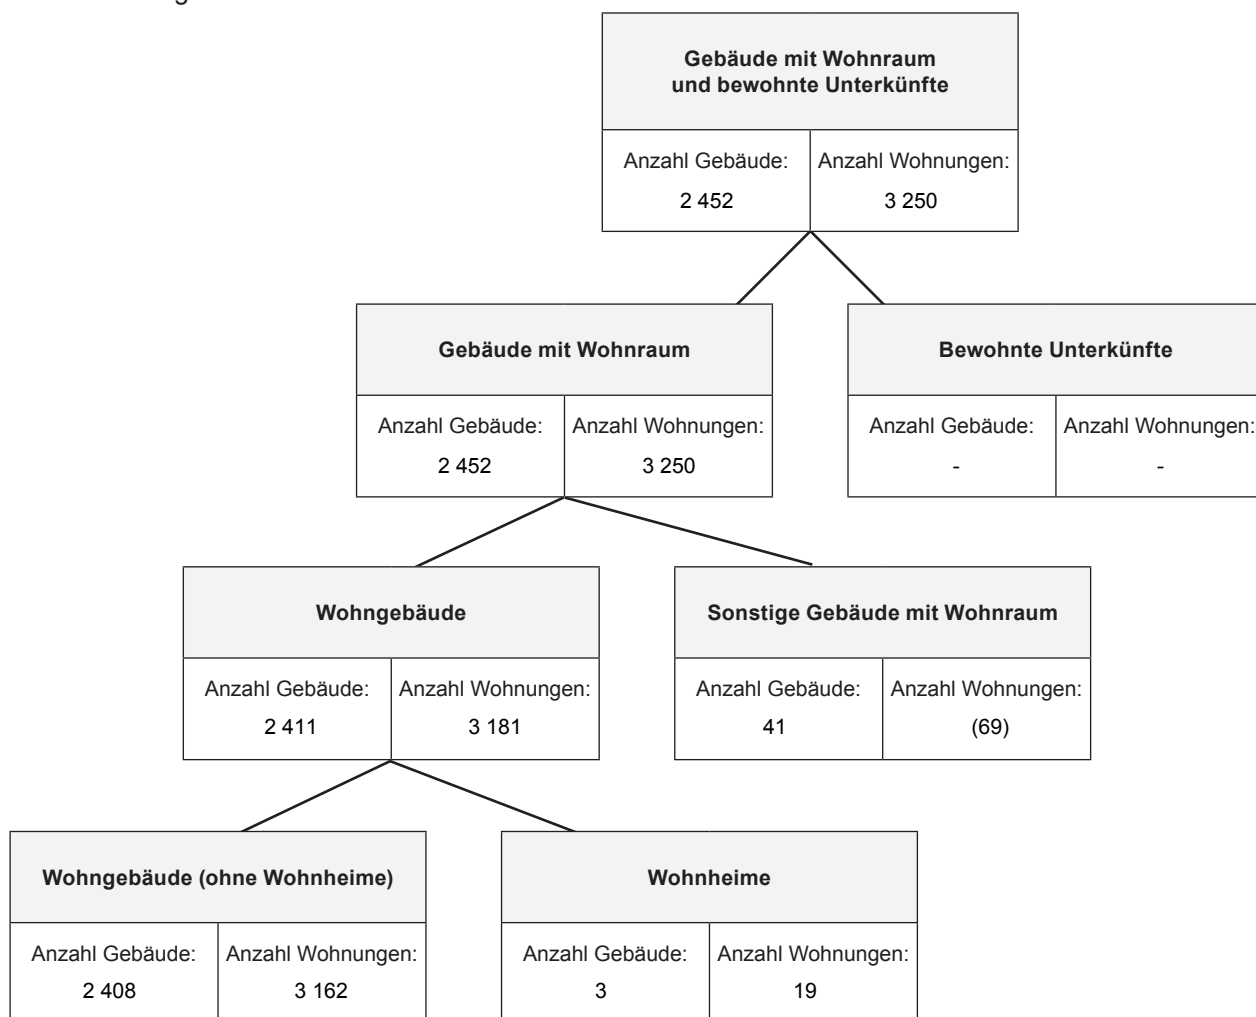 Gebäude mit Wohnraum
und bewohnte Unterkünfte
Anzahl Gebäude: Anzahl Wohnungen:
2 452 3 250
Gebäude mit Wohnraum
Anzahl Gebäude: Anzahl Wohnungen:
2 452 3 250
Bewohnte Unterkünfte
Anzahl Gebäude: Anzahl Wohnungen:
- -
Wohngebäude
Anzahl Gebäude: Anzahl Wohnungen:
2 411 3 181
Sonstige Gebäude mit Wohnraum
Anzahl Gebäude: Anzahl Wohnungen:
41 (69)
Wohngebäude (ohne Wohnheime)
Anzahl Gebäude: Anzahl Wohnungen:
2 408 3 162
Wohnheime
Anzahl Gebäude: Anzahl Wohnungen:
3 19